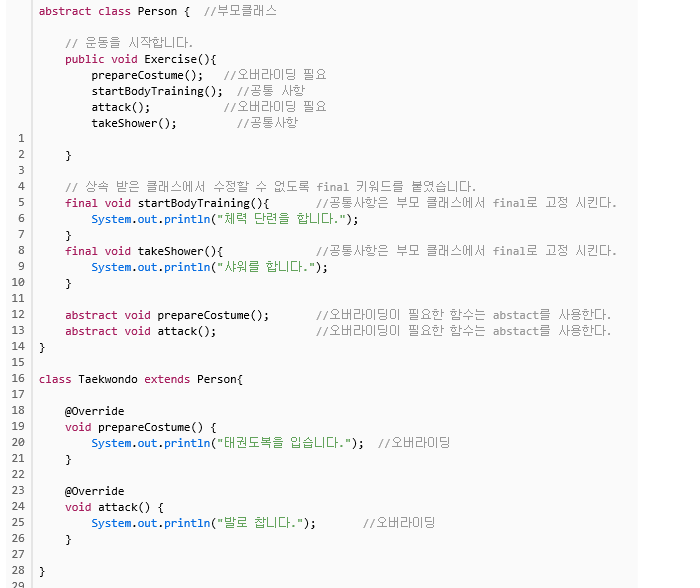 abstract class Person {  //부모클래스
// 운동을 시작합니다.
public void Exercise(){
prepareCostume();   //오버라이딩 필요
startBodyTraining();  //공통 사항
attack();           //오버라이딩 필요
takeShower();         //공통사항
1
2 }
3
4 // 상속 받은 클래스에서 수정할 수 없도록 final 키워드를 붙였습니다.
5 final void startBodyTraining(){       //공통사항은 부모 클래스에서 final로 고정 시킨다.
6 System.out.println("체력 단련을 합니다.");
7 }
8 final void takeShower(){              //공통사항은 부모 클래스에서 final로 고정 시킨다.
9 System.out.println("샤워를 합니다.");
10 }
11
12 abstract void prepareCostume();       //오버라이딩이 필요한 함수는 abstact를 사용한다.
13 abstract void attack();               //오버라이딩이 필요한 함수는 abstact를 사용한다.
14 }
15
16 class Taekwondo extends Person{
17
18 @Override
19 void prepareCostume() {
20 System.out.println("태권도복을 입습니다.");  //오버라이딩
21 }
22
23 @Override
24 void attack() {
25 System.out.println("발로 찹니다.");       //오버라이딩
26 }
27
28 }
29